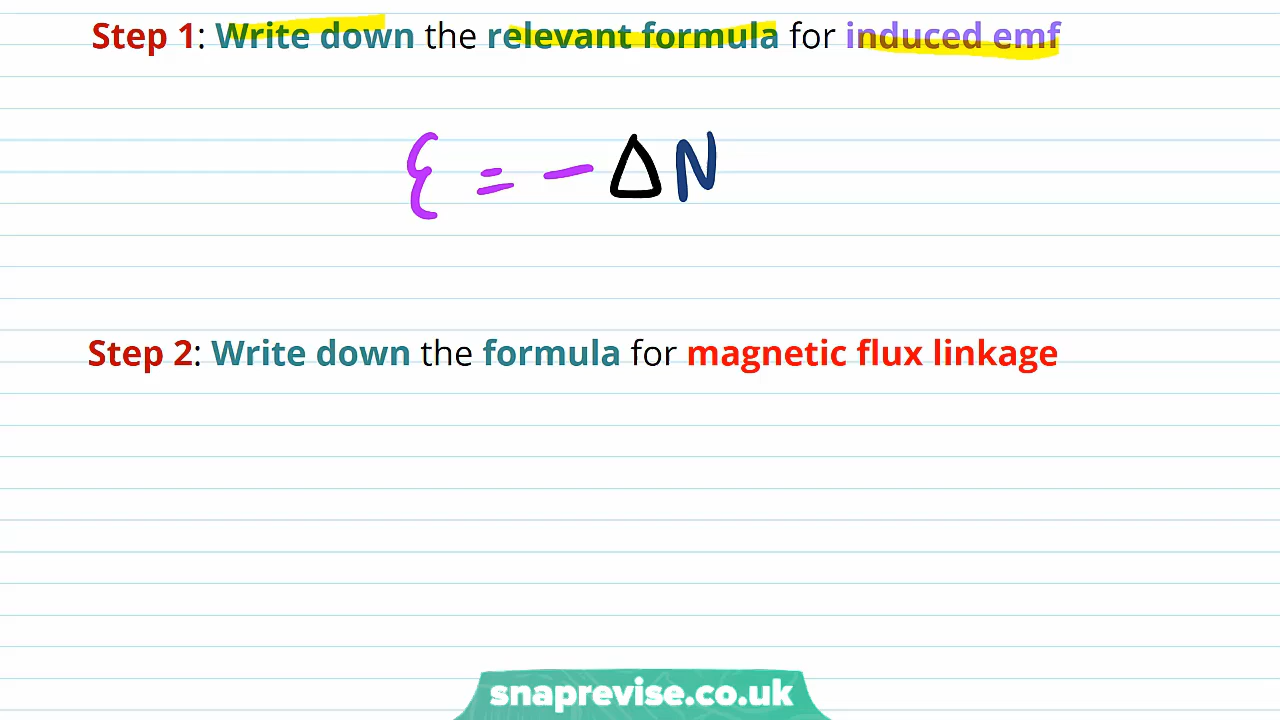 Step 1: Write down the relevant formula for induced emf
ε = - ΔN
Step 2: Write down the formula for magnetic flux linkage
snaprevise.co.uk